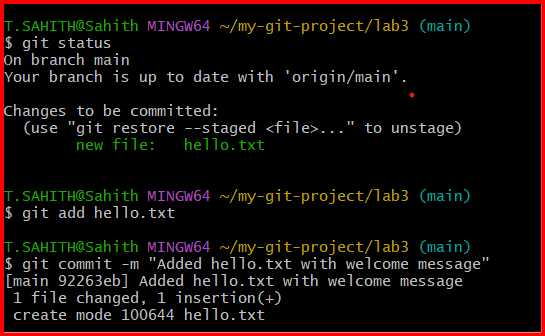 T.SAHITH@Sahith MINGW64 ~/my-git-project/lab3 (main)
$ git status
On branch main
Your branch is up to date with 'origin/main'.
Changes to be committed:
  (use "git restore --staged <file>..." to unstage)
        new file:   hello.txt
T.SAHITH@Sahith MINGW64 ~/my-git-project/lab3 (main)
$ git add hello.txt
T.SAHITH@Sahith MINGW64 ~/my-git-project/lab3 (main)
$ git commit -m "Added hello.txt with welcome message"
[main 92263eb] Added hello.txt with welcome message
 1 file changed, 1 insertion(+)
 create mode 100644 hello.txt